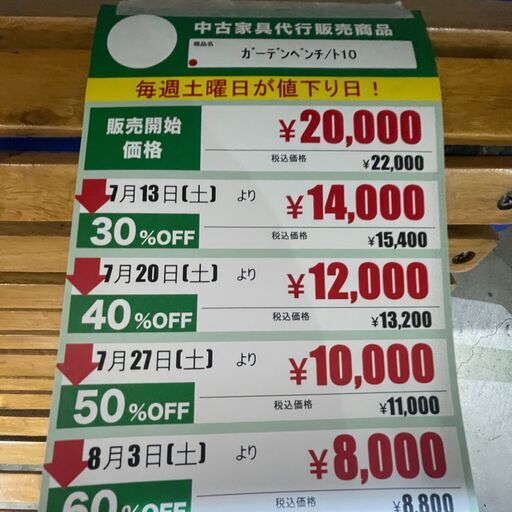 中古家具代行販売商品
商品名
ガーデンベンチ/ト10
毎週土曜日が値下り日！
販売開始
価格
¥20,000
税込価格 ¥22,000
7月13日(土) より ¥14,000
30%OFF
税込価格 ¥15,400
7月20日(土) より ¥12,000
40%OFF
税込価格 ¥13,200
7月27日(土) より ¥10,000
50%OFF
税込価格 ¥11,000
8月3日(土) より ¥8,000
60%OFF
税込価格 ¥8,800